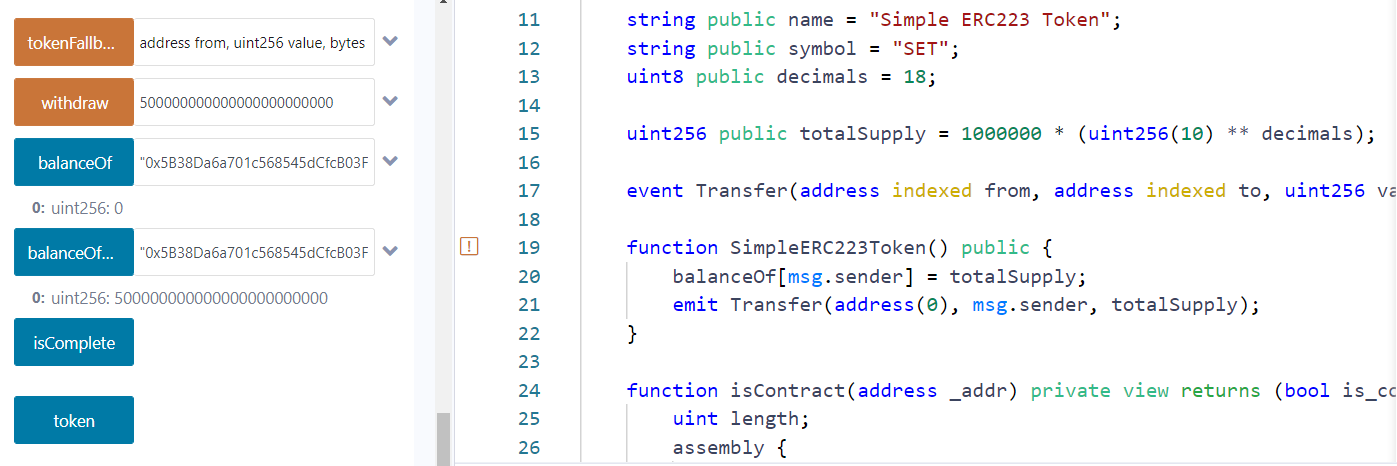 tokenFallb...
address from, uint256 value, bytes
withdraw
500000000000000000000000
balanceOf
"0x5B38Da6a701c568545dCfcB03F
0: uint256: 0
balanceOf...
"0x5B38Da6a701c568545dCfcB03F
0: uint256: 500000000000000000000000
isComplete
token
11 string public name = "Simple ERC223 Token";
12 string public symbol = "SET";
13 uint8 public decimals = 18;
14
15 uint256 public totalSupply = 1000000 * (uint256(10) ** decimals);
16
17 event Transfer(address indexed from, address indexed to, uint256 va
18
19 function SimpleERC223Token() public {
20 balanceOf[msg.sender] = totalSupply;
21 emit Transfer(address(0), msg.sender, totalSupply);
22 }
23
24 function isContract(address _addr) private view returns (bool is_co
25 uint length;
26 assembly {